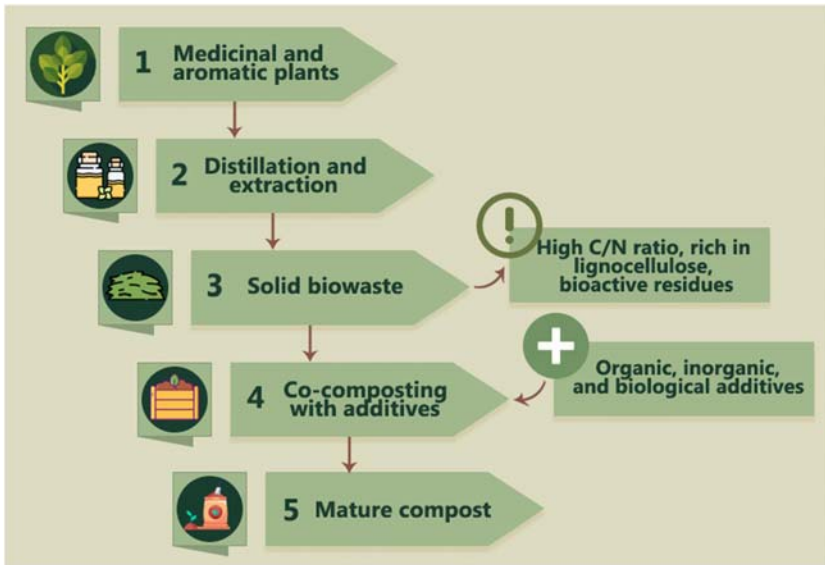 1 Medicinal and
aromatic plants
2 Distillation and
extraction
3 Solid biowaste
High C/N ratio, rich in
lignocellulose,
bioactive residues
4 Co-composting
with additives
Organic, inorganic,
and biological additives
5 Mature compost